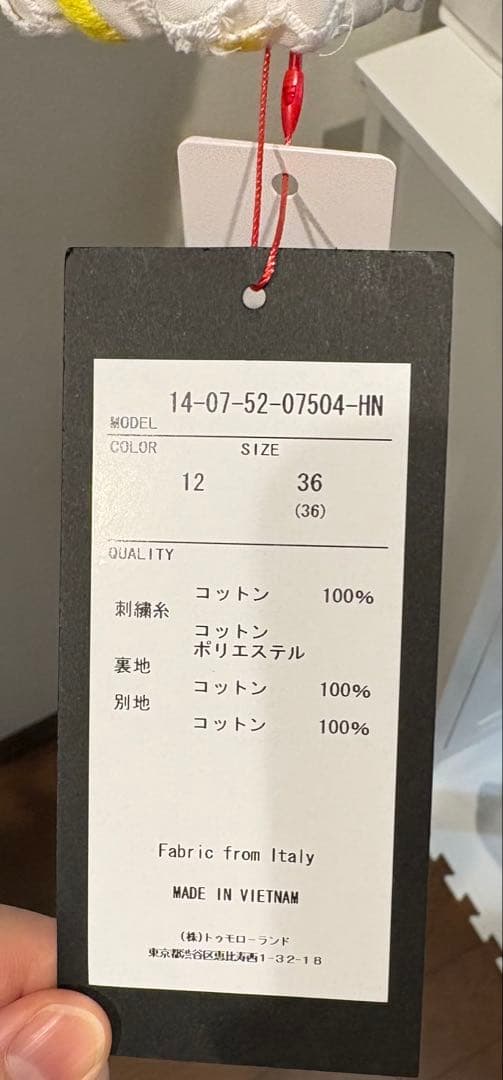 MODEL 14-07-52-07504-HN
COLOR SIZE
12 36
(36)
QUALITY
コットン 100%
刺繍糸
コットン
ポリエステル
裏地
コットン 100%
別地
コットン 100%
Fabric from Italy
MADE IN VIETNAM
(株)トゥモローランド
東京都渋谷区恵比寿西1-32-18